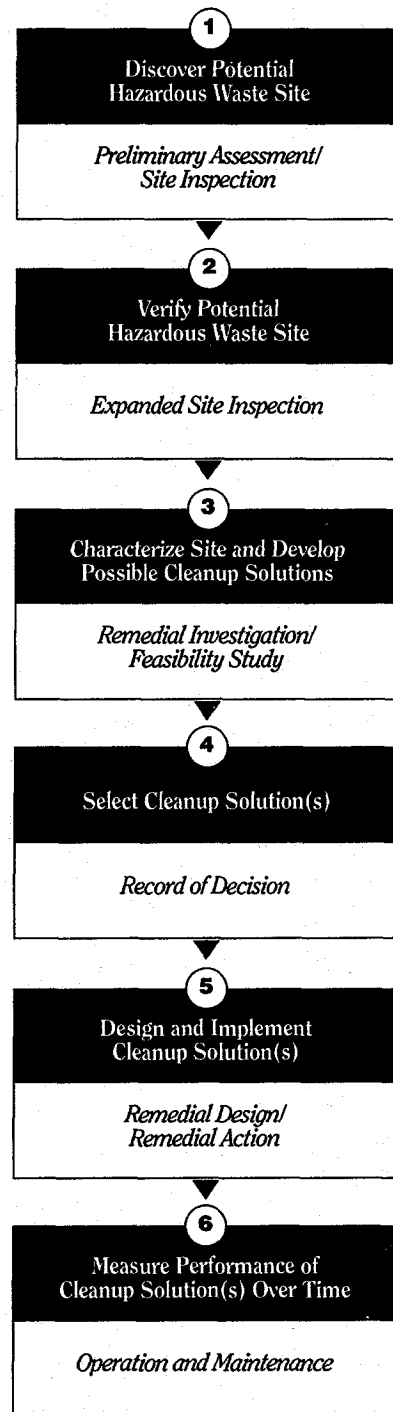 1
Discover Potential
Hazardous Waste Site
Preliminary Assessment/
Site Inspection
2
Verify Potential
Hazardous Waste Site
Expanded Site Inspection
3
Characterize Site and Develop
Possible Cleanup Solutions
Remedial Investigation/
Feasibility Study
4
Select Cleanup Solution(s)
Record of Decision
5
Design and Implement
Cleanup Solution(s)
Remedial Design/
Remedial Action
6
Measure Performance of
Cleanup Solution(s) Over Time
Operation and Maintenance